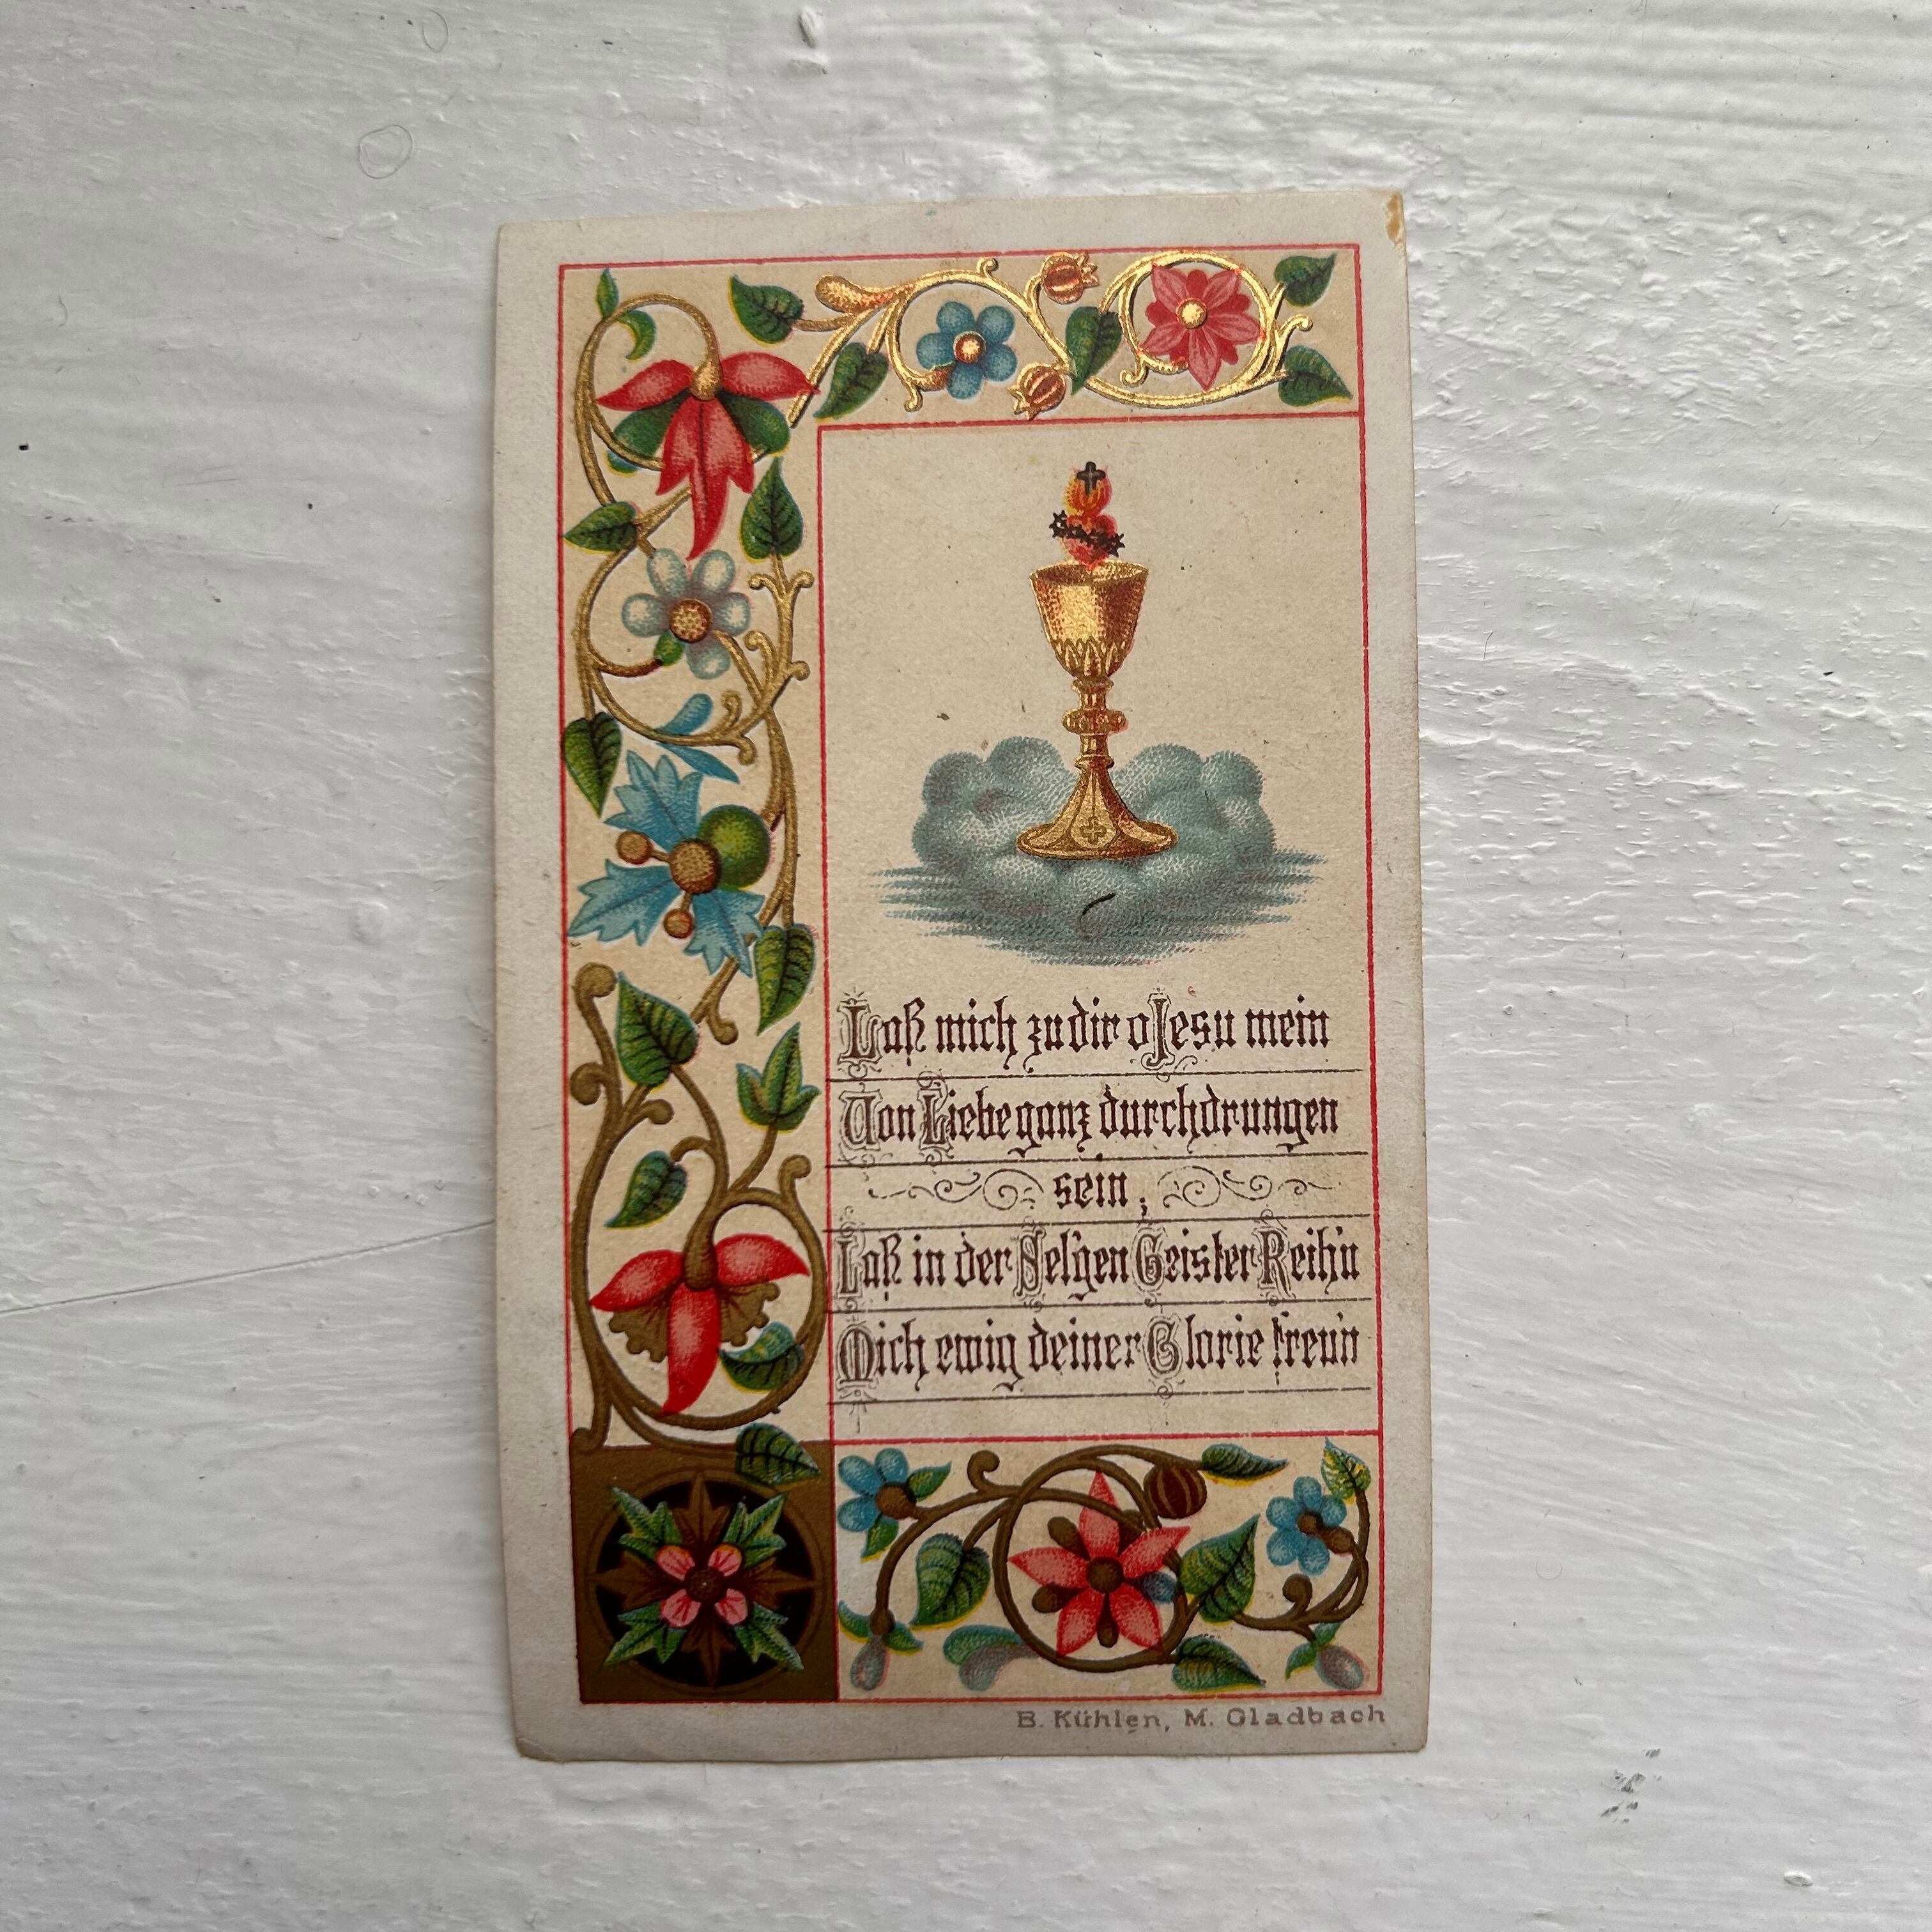 Laß mich zu dir o Jesu mein
Von Liebe ganz durchdrungen
sein;
Laß in der Sel'gen Geister Reih'n
Mich ewig deiner Glorie freu'n
B. Kühlen, M. Gladbach